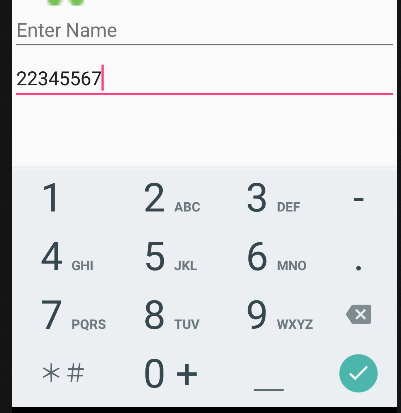 Enter Name
22345567
1 2 ABC 3 DEF -
4 GHI 5 JKL 6 MNO .
7 PQRS 8 TUV 9 WXYZ
*# 0 + _